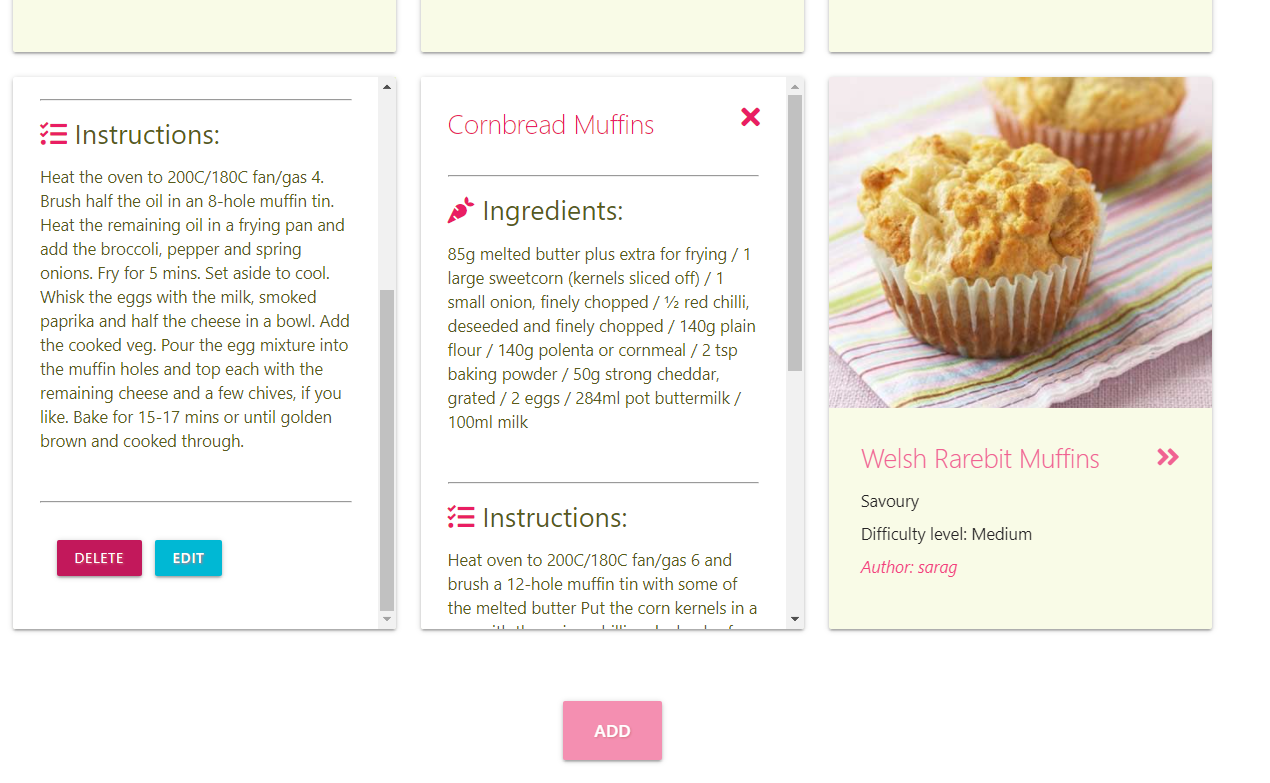 Instructions:
Heat the oven to 200C/180C fan/gas 4.
Brush half the oil in an 8-hole muffin tin.
Heat the remaining oil in a frying pan and
add the broccoli, pepper and spring
onions. Fry for 5 mins. Set aside to cool.
Whisk the eggs with the milk, smoked
paprika and half the cheese in a bowl. Add
the cooked veg. Pour the egg mixture into
the muffin holes and top each with the
remaining cheese and a few chives, if you
like. Bake for 15-17 mins or until golden
brown and cooked through.
DELETE
EDIT
Cornbread Muffins
Ingredients:
85g melted butter plus extra for frying / 1
large sweetcorn (kernels sliced off) / 1
small onion, finely chopped / ½ red chilli,
deseeded and finely chopped / 140g plain
flour / 140g polenta or cornmeal / 2 tsp
baking powder / 50g strong cheddar,
grated / 2 eggs / 284ml pot buttermilk /
100ml milk
Instructions:
Heat oven to 200C/180C fan/gas 6 and
brush a 12-hole muffin tin with some of
the melted butter Put the corn kernels in a
Welsh Rarebit Muffins
Savoury
Difficulty level: Medium
Author: sarag
ADD